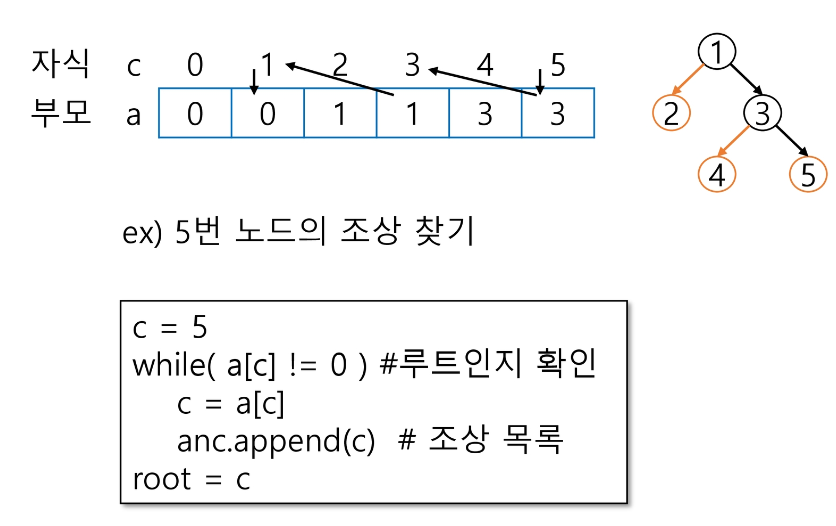 자식 c 0 1 2 3 4 5
부모 a 0 0 1 1 3 3
1
2 3
4 5
ex) 5번 노드의 조상 찾기
c = 5
while( a[c] != 0 ) #루트인지 확인
c = a[c]
anc.append(c) # 조상 목록
root = c